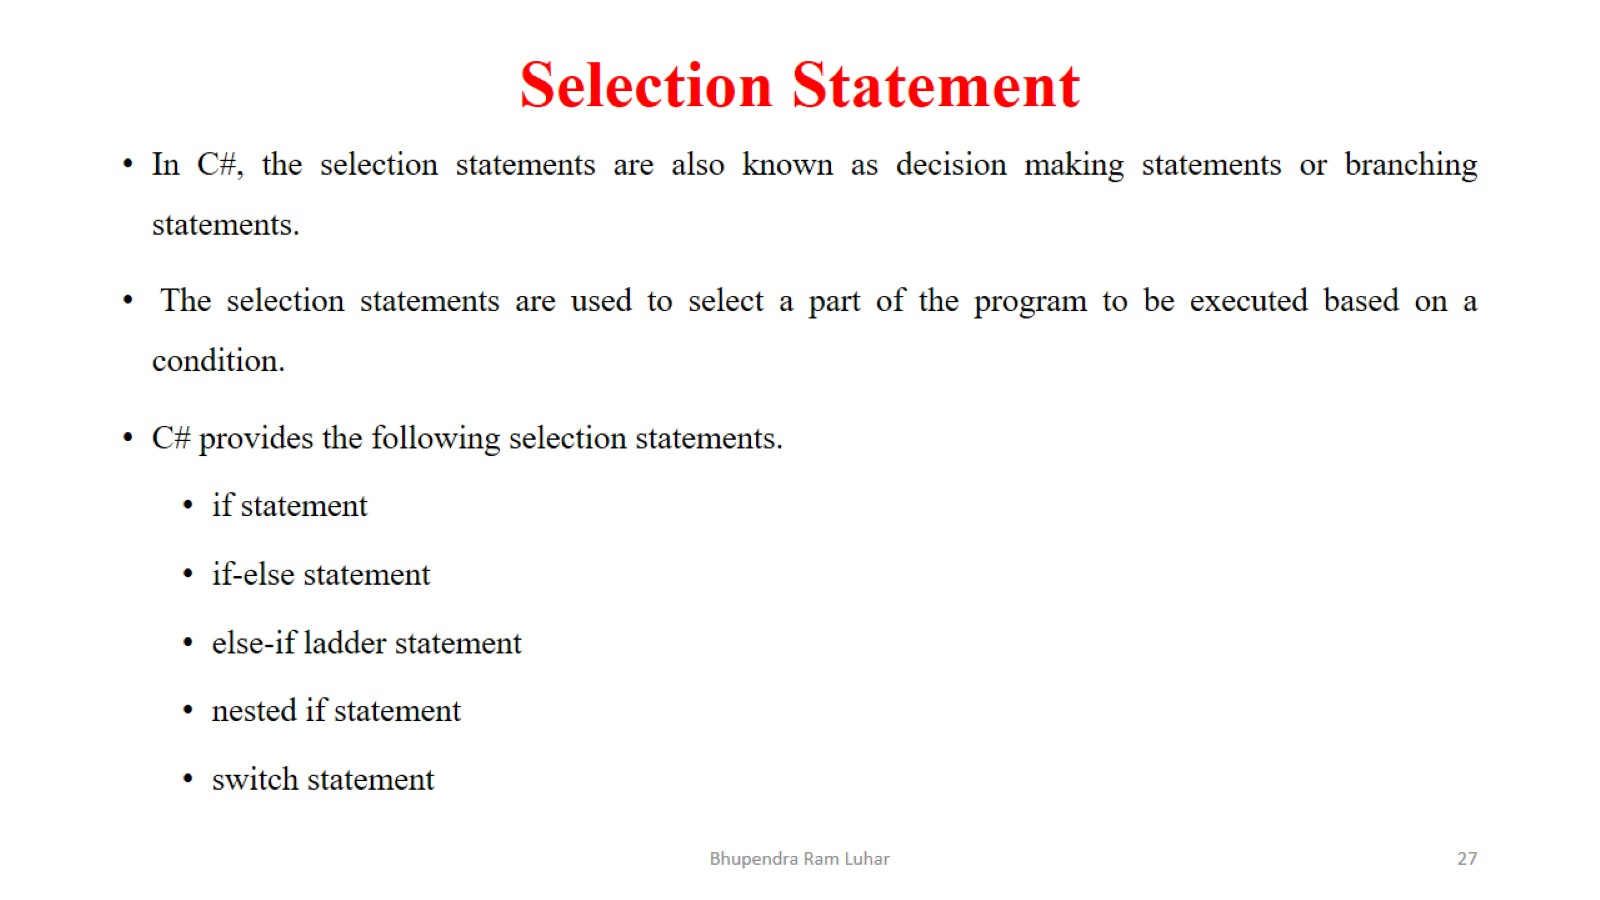 Selection Statement
• In C#, the selection statements are also known as decision making statements or branching
statements.
• The selection statements are used to select a part of the program to be executed based on a
condition.
• C# provides the following selection statements.
• if statement
• if-else statement
• else-if ladder statement
• nested if statement
• switch statement
Bhupendra Ram Luhar
27